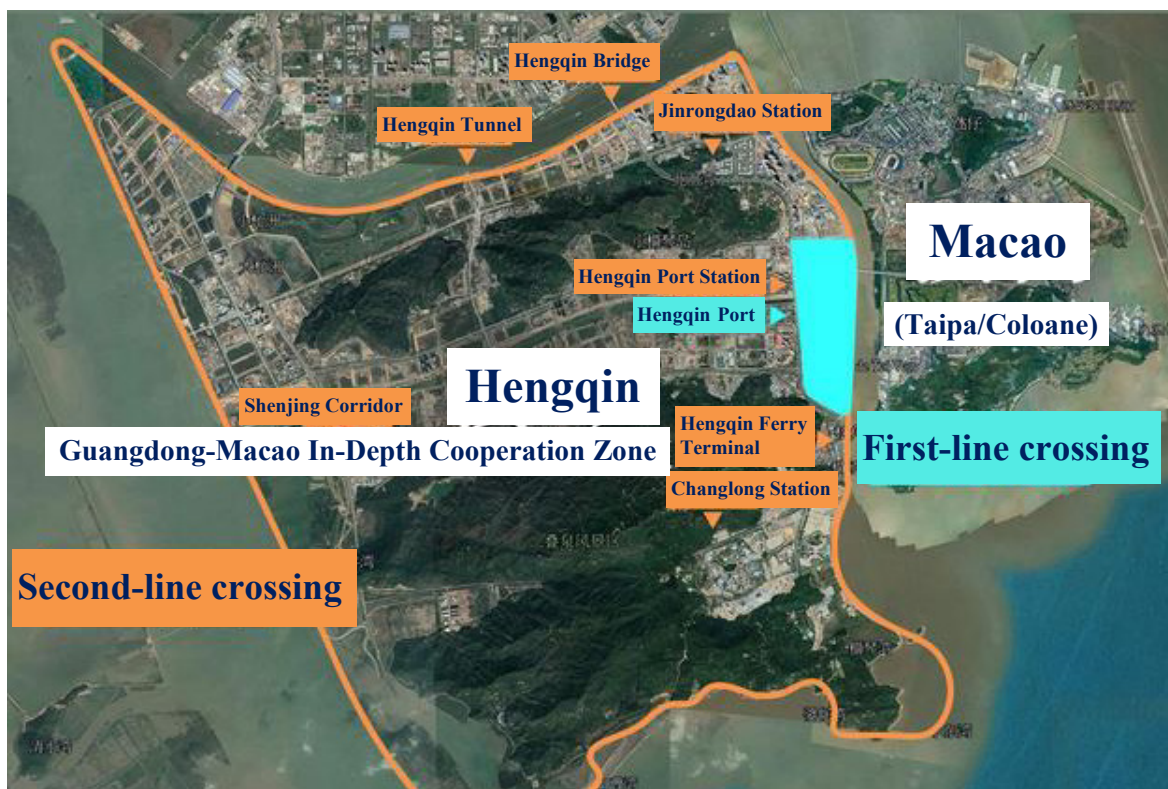 Hengqin Bridge
Hengqin Tunnel
Jinrongdao Station
Macao
(Taipa/Coloane)
Hengqin Port Station
Hengqin Port
Hengqin
Shenjing Corridor
Guangdong-Macao In-Depth Cooperation Zone
Hengqin Ferry
Terminal
First-line crossing
Changlong Station
Second-line crossing